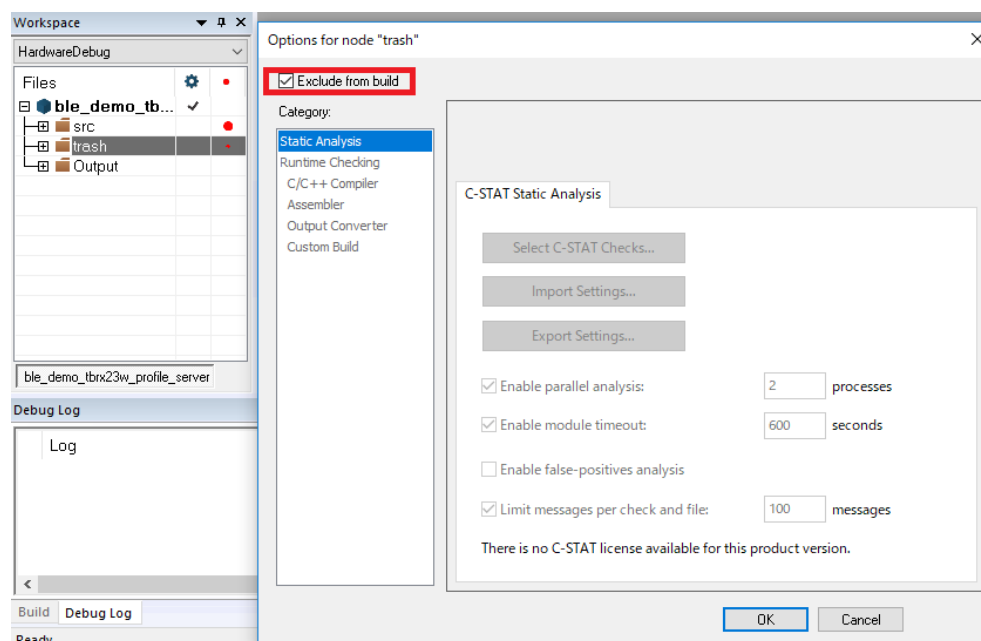 Workspace
HardwareDebug
Files
ble_demo_tb...
src
trash
Output
ble_demo_tbrx23w_profile_server
Debug Log
Log
Build
Debug Log
Ready
Options for node "trash"
Exclude from build
Category:
Static Analysis
Runtime Checking
C/C++ Compiler
Assembler
Output Converter
Custom Build
C-STAT Static Analysis
Select C-STAT Checks...
Import Settings...
Export Settings...
Enable parallel analysis: 2 processes
Enable module timeout: 600 seconds
Enable false-positives analysis
Limit messages per check and file: 100 messages
There is no C-STAT license available for this product version.
OK Cancel